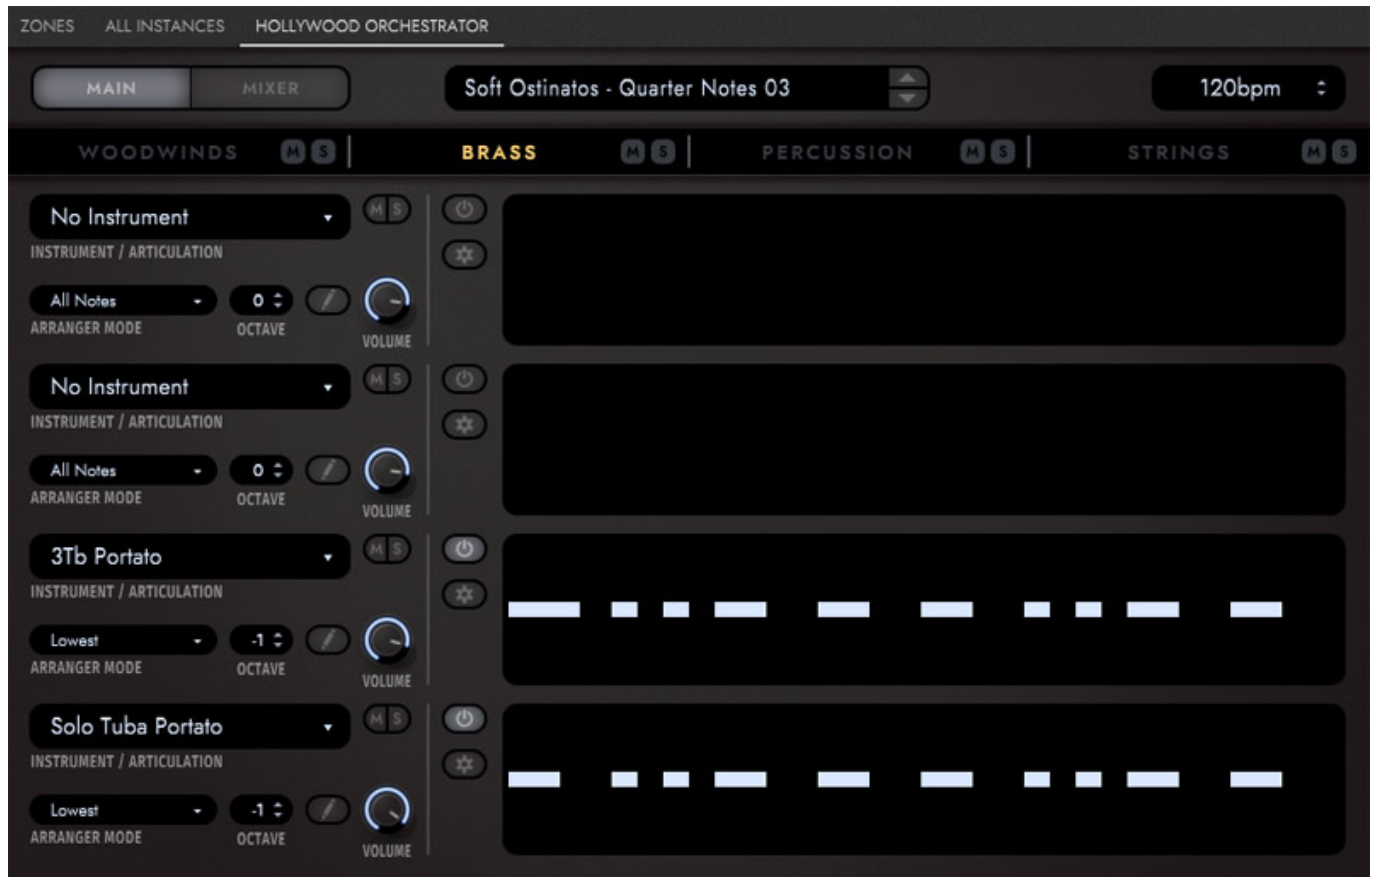 ZONES ALL INSTANCES HOLLYWOOD ORCHESTRATOR
MAIN MIXER Soft Ostinatos - Quarter Notes 03 120bpm
WOODWINDS M S BRASS M S PERCUSSION M S STRINGS M S
No Instrument M S
INSTRUMENT / ARTICULATION
All Notes 0
ARRANGER MODE OCTAVE VOLUME
No Instrument M S
INSTRUMENT / ARTICULATION
All Notes 0
ARRANGER MODE OCTAVE VOLUME
3Tb Portato M S
INSTRUMENT / ARTICULATION
Lowest -1
ARRANGER MODE OCTAVE VOLUME
Solo Tuba Portato M S
INSTRUMENT / ARTICULATION
Lowest -1
ARRANGER MODE OCTAVE VOLUME